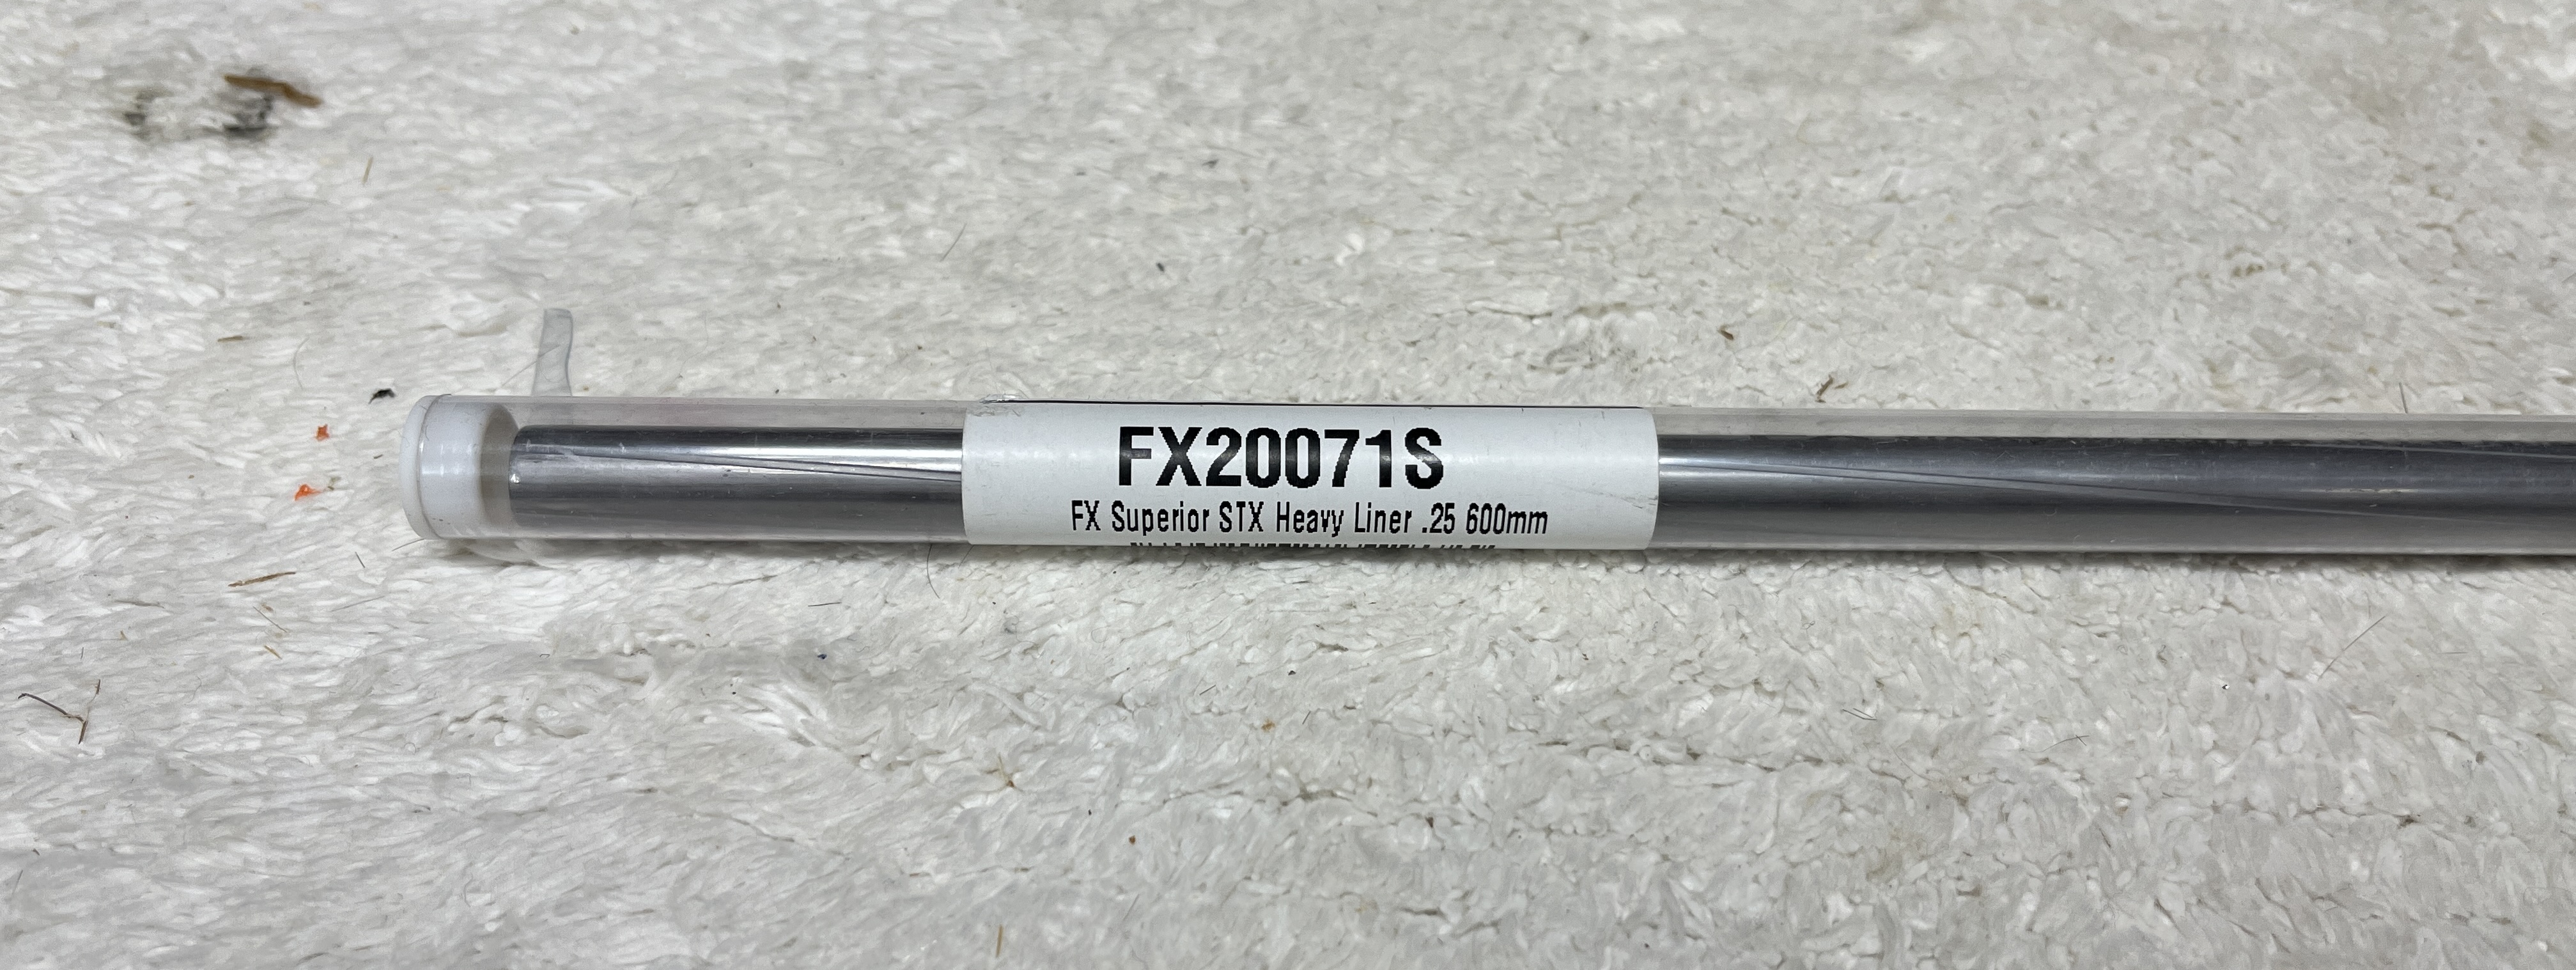 FX20071S
FX Superior STX Heavy Liner .25 600mm